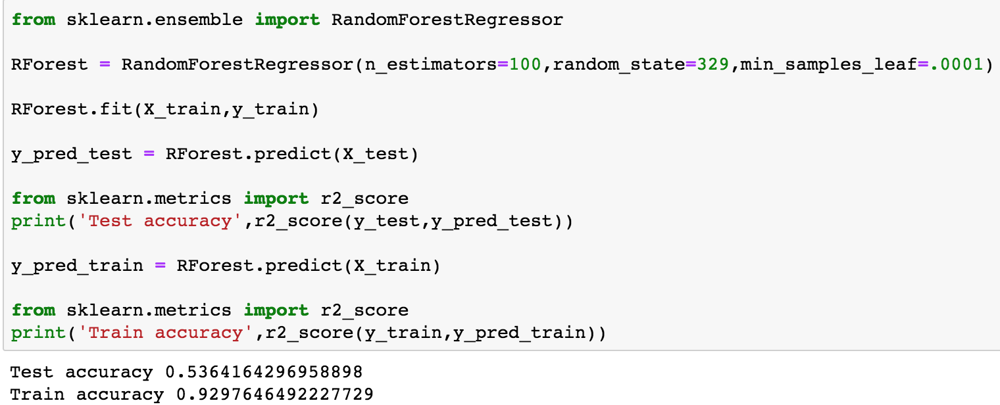 from sklearn.ensemble import RandomForestRegressor
RForest = RandomForestRegressor(n_estimators=100,random_state=329,min_samples_leaf=.0001)
RForest.fit(X_train,y_train)
y_pred_test = RForest.predict(X_test)
from sklearn.metrics import r2_score
print('Test accuracy',r2_score(y_test,y_pred_test))
y_pred_train = RForest.predict(X_train)
from sklearn.metrics import r2_score
print('Train accuracy',r2_score(y_train,y_pred_train))
Test accuracy 0.5364164296958898
Train accuracy 0.9297646492227729